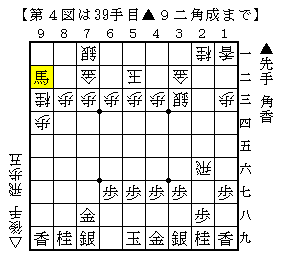 【第４図は39手目▲９二角成まで】
９ ８ ７ ６ ５ ４ ３ ２ １
銀 桂 香 一
馬 金 玉 金 二
桂 歩 歩 歩 歩 歩 銀 歩 三
歩 四
五
飛 六
歩 歩 歩 歩 歩 七
金 歩 八
香 桂 銀 玉 金 銀 桂 香 九
▲先手 角香
△後手 飛歩五